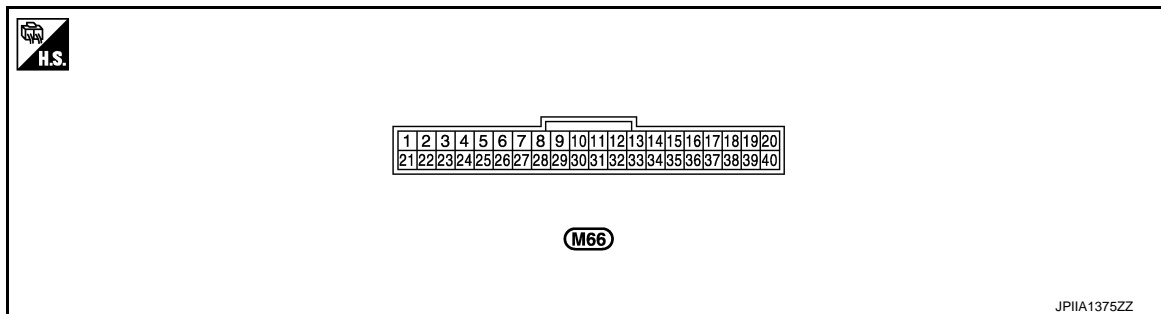 H.S.
1 2 3 4 5 6 7 8 9 10 11 12 13 14 15 16 17 18 19 20
21 22 23 24 25 26 27 28 29 30 31 32 33 34 35 36 37 38 39 40
M66
JPIIA1375ZZ